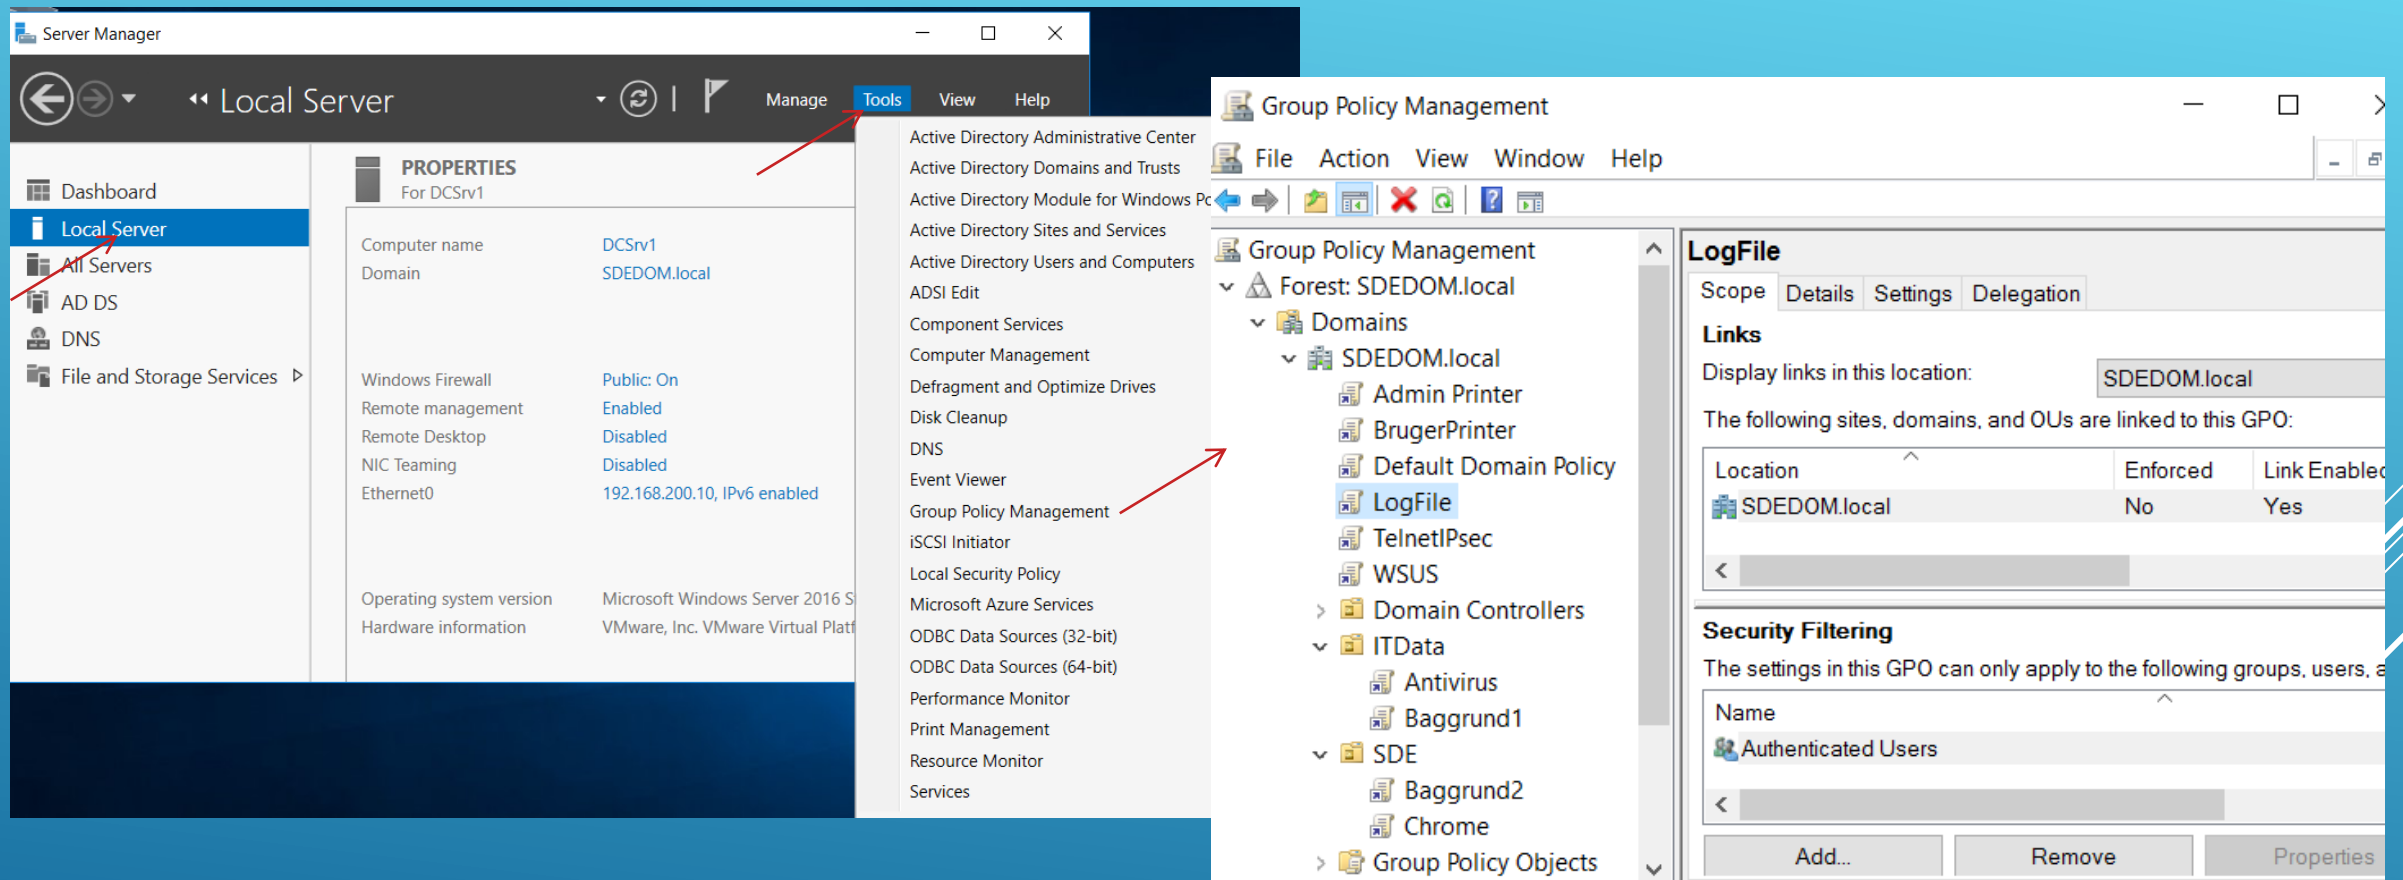 Server Manager
Local Server
Manage Tools View Help
Dashboard
Local Server
All Servers
AD DS
DNS
File and Storage Services
PROPERTIES
For DCSrv1
Computer name DCSrv1
Domain SDEDOM.local
Windows Firewall Public: On
Remote management Enabled
Remote Desktop Disabled
NIC Teaming Disabled
Ethernet0 192.168.200.10, IPv6 enabled
Operating system version Microsoft Windows Server 2016 S
Hardware information VMware, Inc. VMware Virtual Platf
Active Directory Administrative Center
Active Directory Domains and Trusts
Active Directory Module for Windows Po
Active Directory Sites and Services
Active Directory Users and Computers
ADSI Edit
Component Services
Computer Management
Defragment and Optimize Drives
Disk Cleanup
DNS
Event Viewer
Group Policy Management
iSCSI Initiator
Local Security Policy
Microsoft Azure Services
ODBC Data Sources (32-bit)
ODBC Data Sources (64-bit)
Performance Monitor
Print Management
Resource Monitor
Services
Group Policy Management
File Action View Window Help
Group Policy Management
Forest: SDEDOM.local
Domains
SDEDOM.local
Admin Printer
BrugerPrinter
Default Domain Policy
LogFile
TelnetIPsec
WSUS
Domain Controllers
ITData
Antivirus
Baggrund1
SDE
Baggrund2
Chrome
Group Policy Objects
LogFile
Scope Details Settings Delegation
Links
Display links in this location: SDEDOM.local
The following sites, domains, and OUs are linked to this GPO:
Location Enforced Link Enabled
SDEDOM.local No Yes
Security Filtering
The settings in this GPO can only apply to the following groups, users, a
Name
Authenticated Users
Add... Remove Properties